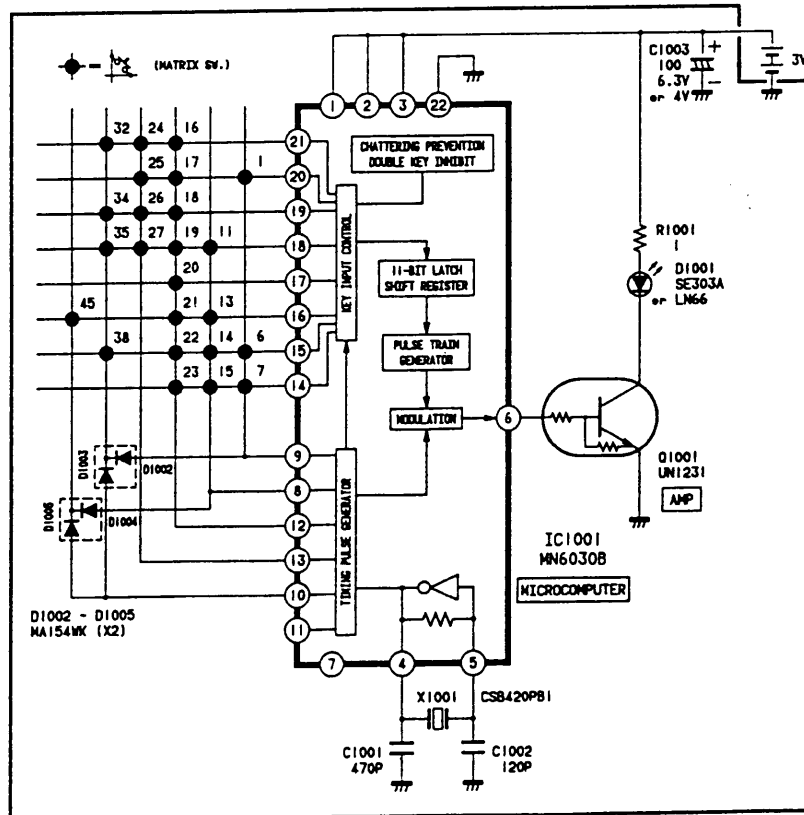 (MATRIX SW.)
1 2 3 22
C1003
100
6.3V
or 4V
3V
+
-
32 24 16
21
25 17 1
20
34 26 18
19
35 27 19 11
18
20
17
45 21 13
16
38 22 14 6
15
23 15 7
14
CHATTERING PREVENTION
DOUBLE KEY INHIBIT
KEY INPUT CONTROL
11-BIT LATCH
SHIFT REGISTER
PULSE TRAIN
GENERATOR
MODULATION
6
R1001
1
D1001
SE303A
or LN66
Q1001
UN1231
AMP
9
8
12
13
10
11
TIMING PULSE GENERATOR
D1003
D1002
D1004
D1002 - D1005
MA154WK (X2)
IC1001
MICROCOMPUTER
7 4 5
X1001
CSB420PB1
C1001
470P
C1002
120P